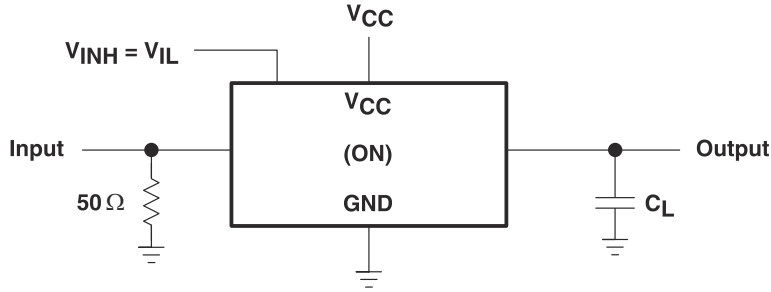 VCC
VINH = VIL
VCC
Input
(ON)
Output
50 Ω
GND
CL